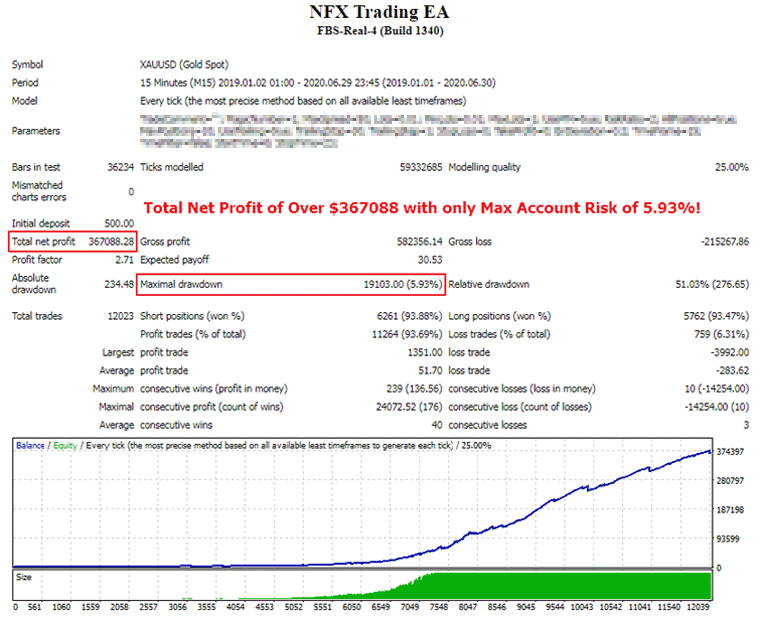 NFX Trading EA
FBS-Real-4 (Build 1340)
Symbol XAUUSD (Gold Spot)
Period 15 Minutes (M15) 2019.01.02 01:00 - 2020.06.29 23:45 (2019.01.01 - 2020.06.30)
Model Every tick (the most precise method based on all available least timeframes)
Parameters
Bars in test 36234 Ticks modelled 59332685 Modelling quality 25.00%
Mismatched charts errors 0
Total Net Profit of Over $367088 with only Max Account Risk of 5.93%!
Initial deposit 500.00
Total net profit 367088.28 Gross profit 582356.14 Gross loss -215267.86
Profit factor 2.71 Expected payoff 30.53
Absolute drawdown 234.48 Maximal drawdown 19103.00 (5.93%) Relative drawdown 51.03% (276.65)
Total trades 12023 Short positions (won %) 6261 (93.88%) Long positions (won %) 5762 (93.47%)
Profit trades (% of total) 11264 (93.69%) Loss trades (% of total) 759 (6.31%)
Largest profit trade 1351.00 loss trade -3992.00
Average profit trade 51.70 loss trade -283.62
Maximum consecutive wins (profit in money) 239 (136.56) consecutive losses (loss in money) 10 (-14254.00)
Maximal consecutive profit (count of wins) 24072.52 (176) consecutive loss (count of losses) -14254.00 (10)
Average consecutive wins 40 consecutive losses 3
Balance / Equity / Every tick (the most precise method based on all available least timeframes to generate each tick) / 25.00%
374397
280797
187198
93599
0
Size
0 561 1060 1559 2058 2557 3056 3555 4054 4553 5052 5551 6050 6549 7049 7548 8047 8546 9045 9544 10043 10542 11041 11540 12039